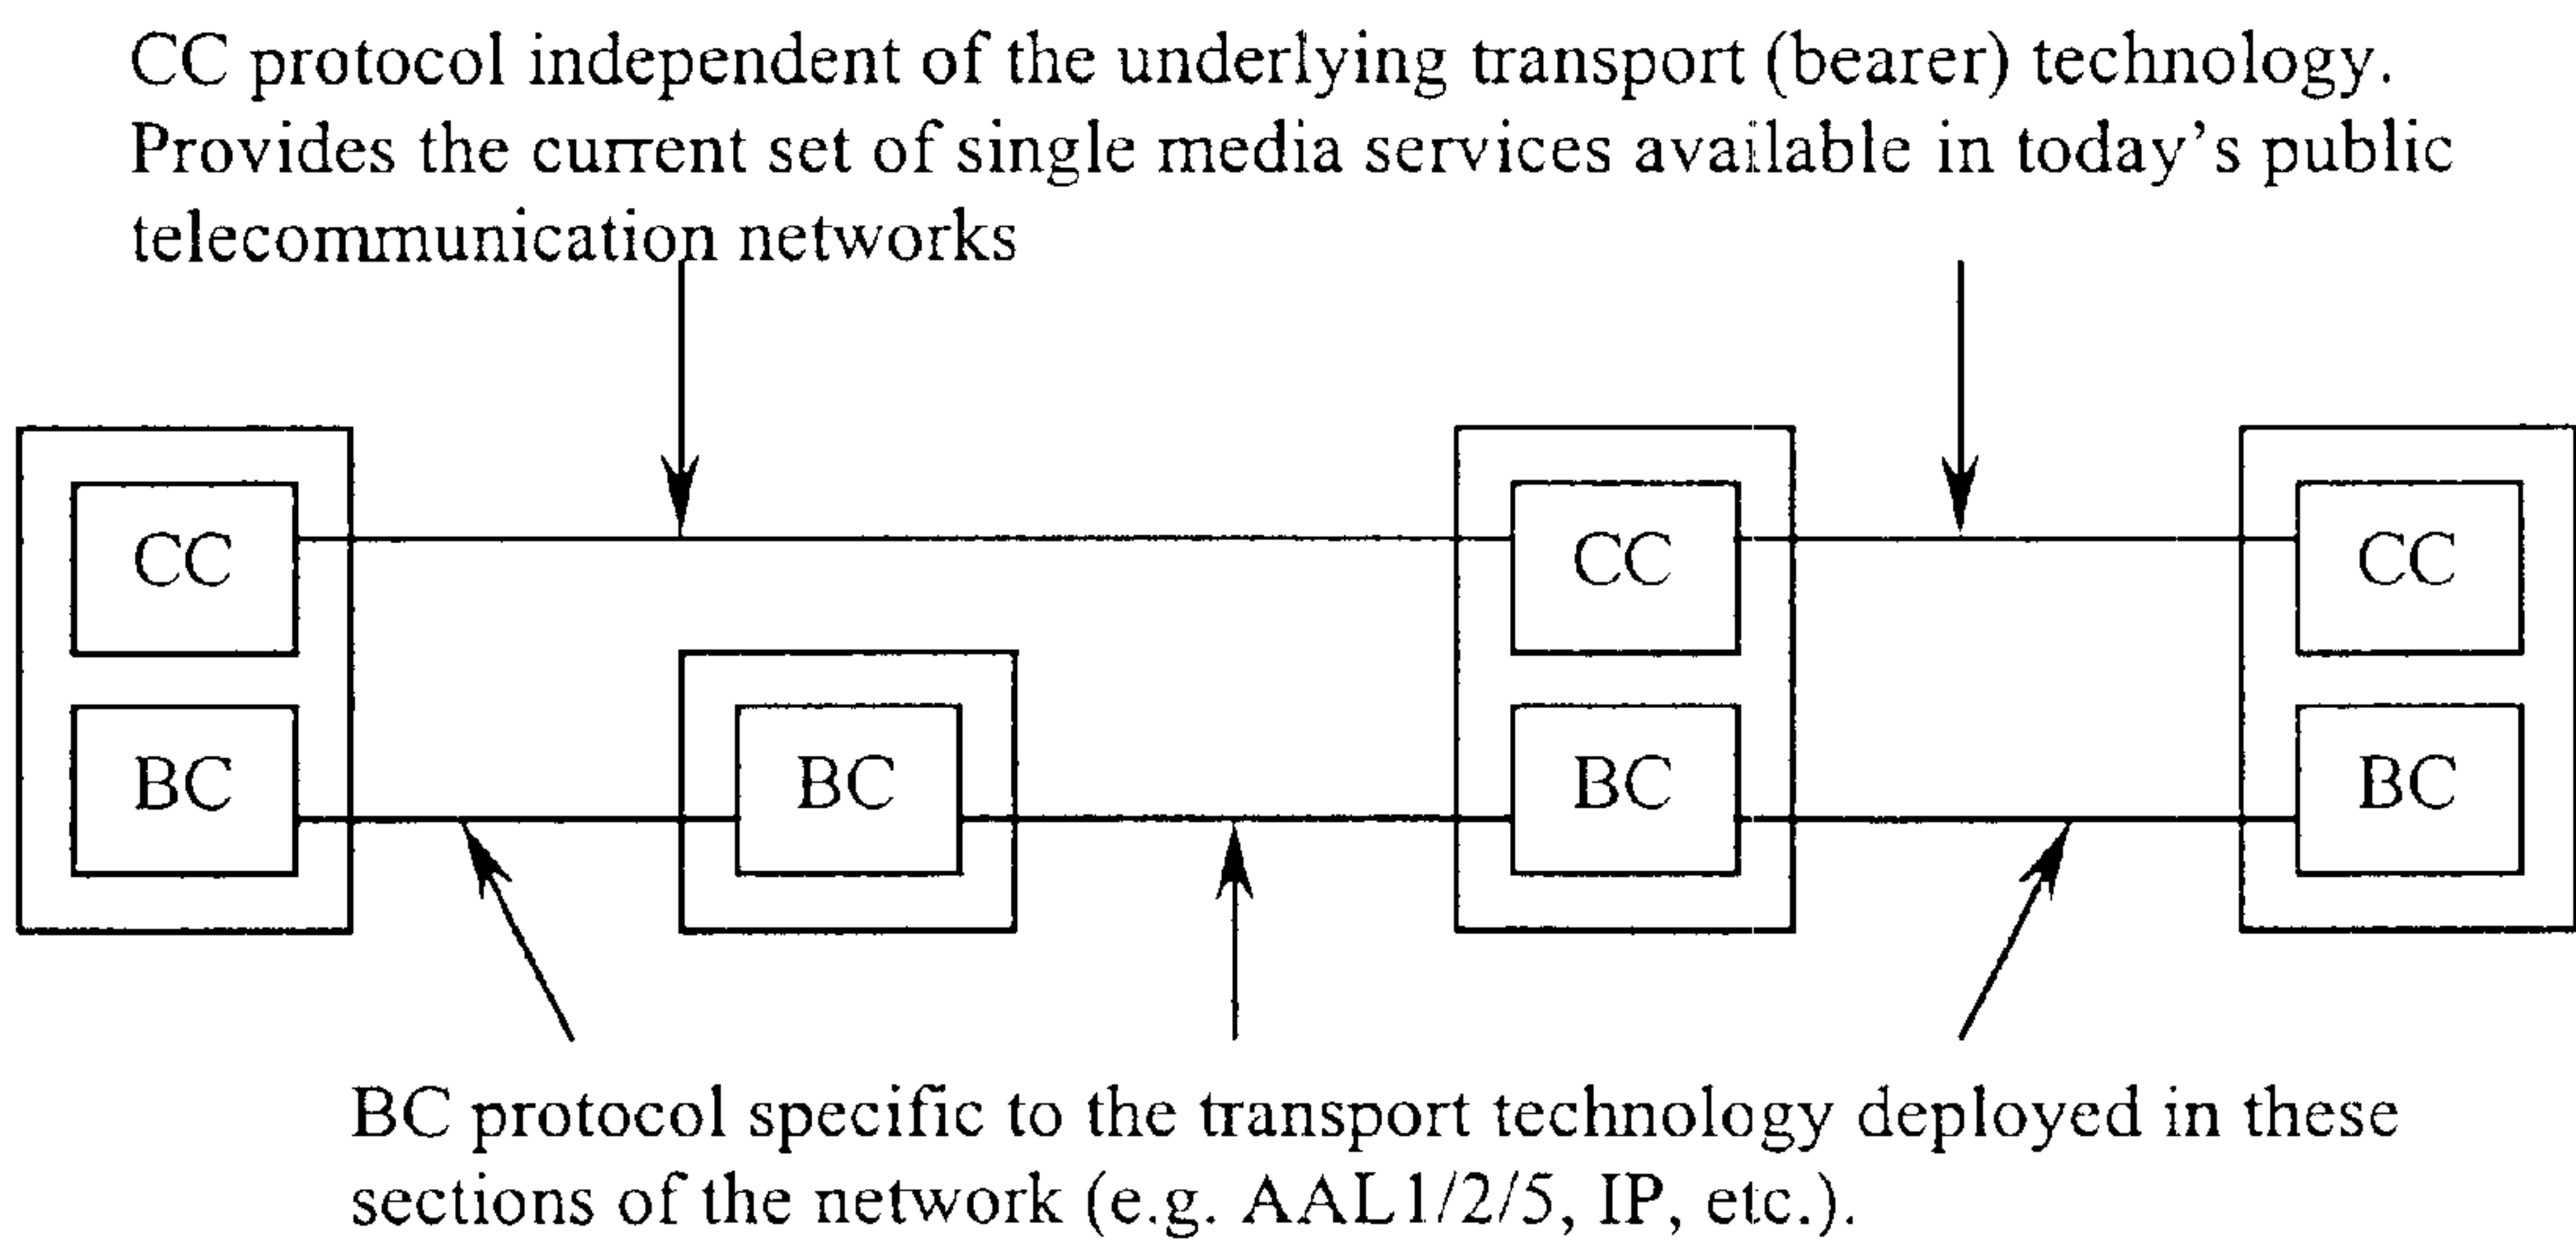 CC protocol independent of the underlying transport (bearer) technology.
Provides the current set of single media services available in today's public
telecommunication networks
CC
CC
CC
BC
BC
BC
BC
BC protocol specific to the transport technology deployed in these
sections of the network (e.g. AAL1/2/5, IP, etc.).